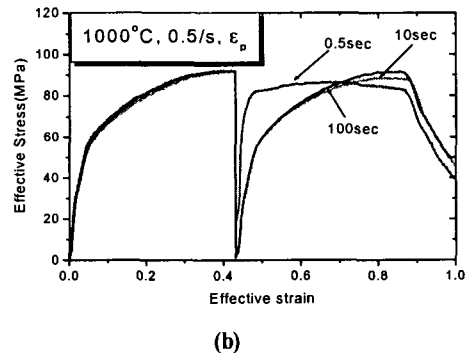 120
100
80
60
40
20
0
1000°C, 0.5/s, εp
0.5sec
10sec
100sec
Effective Stress(MPa)
0.0
0.2
0.4
0.6
0.8
1.0
Effective strain
(b)